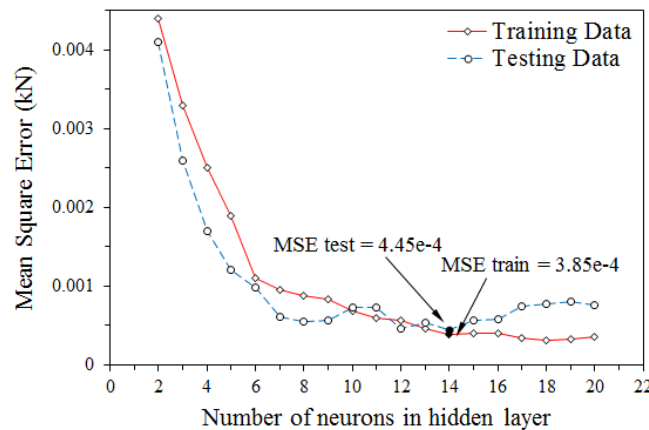 Training Data
Testing Data
Mean Square Error (kN)
0.004
0.003
0.002
0.001
0
MSE test = 4.45e-4
MSE train = 3.85e-4
0 2 4 6 8 10 12 14 16 18 20 22
Number of neurons in hidden layer